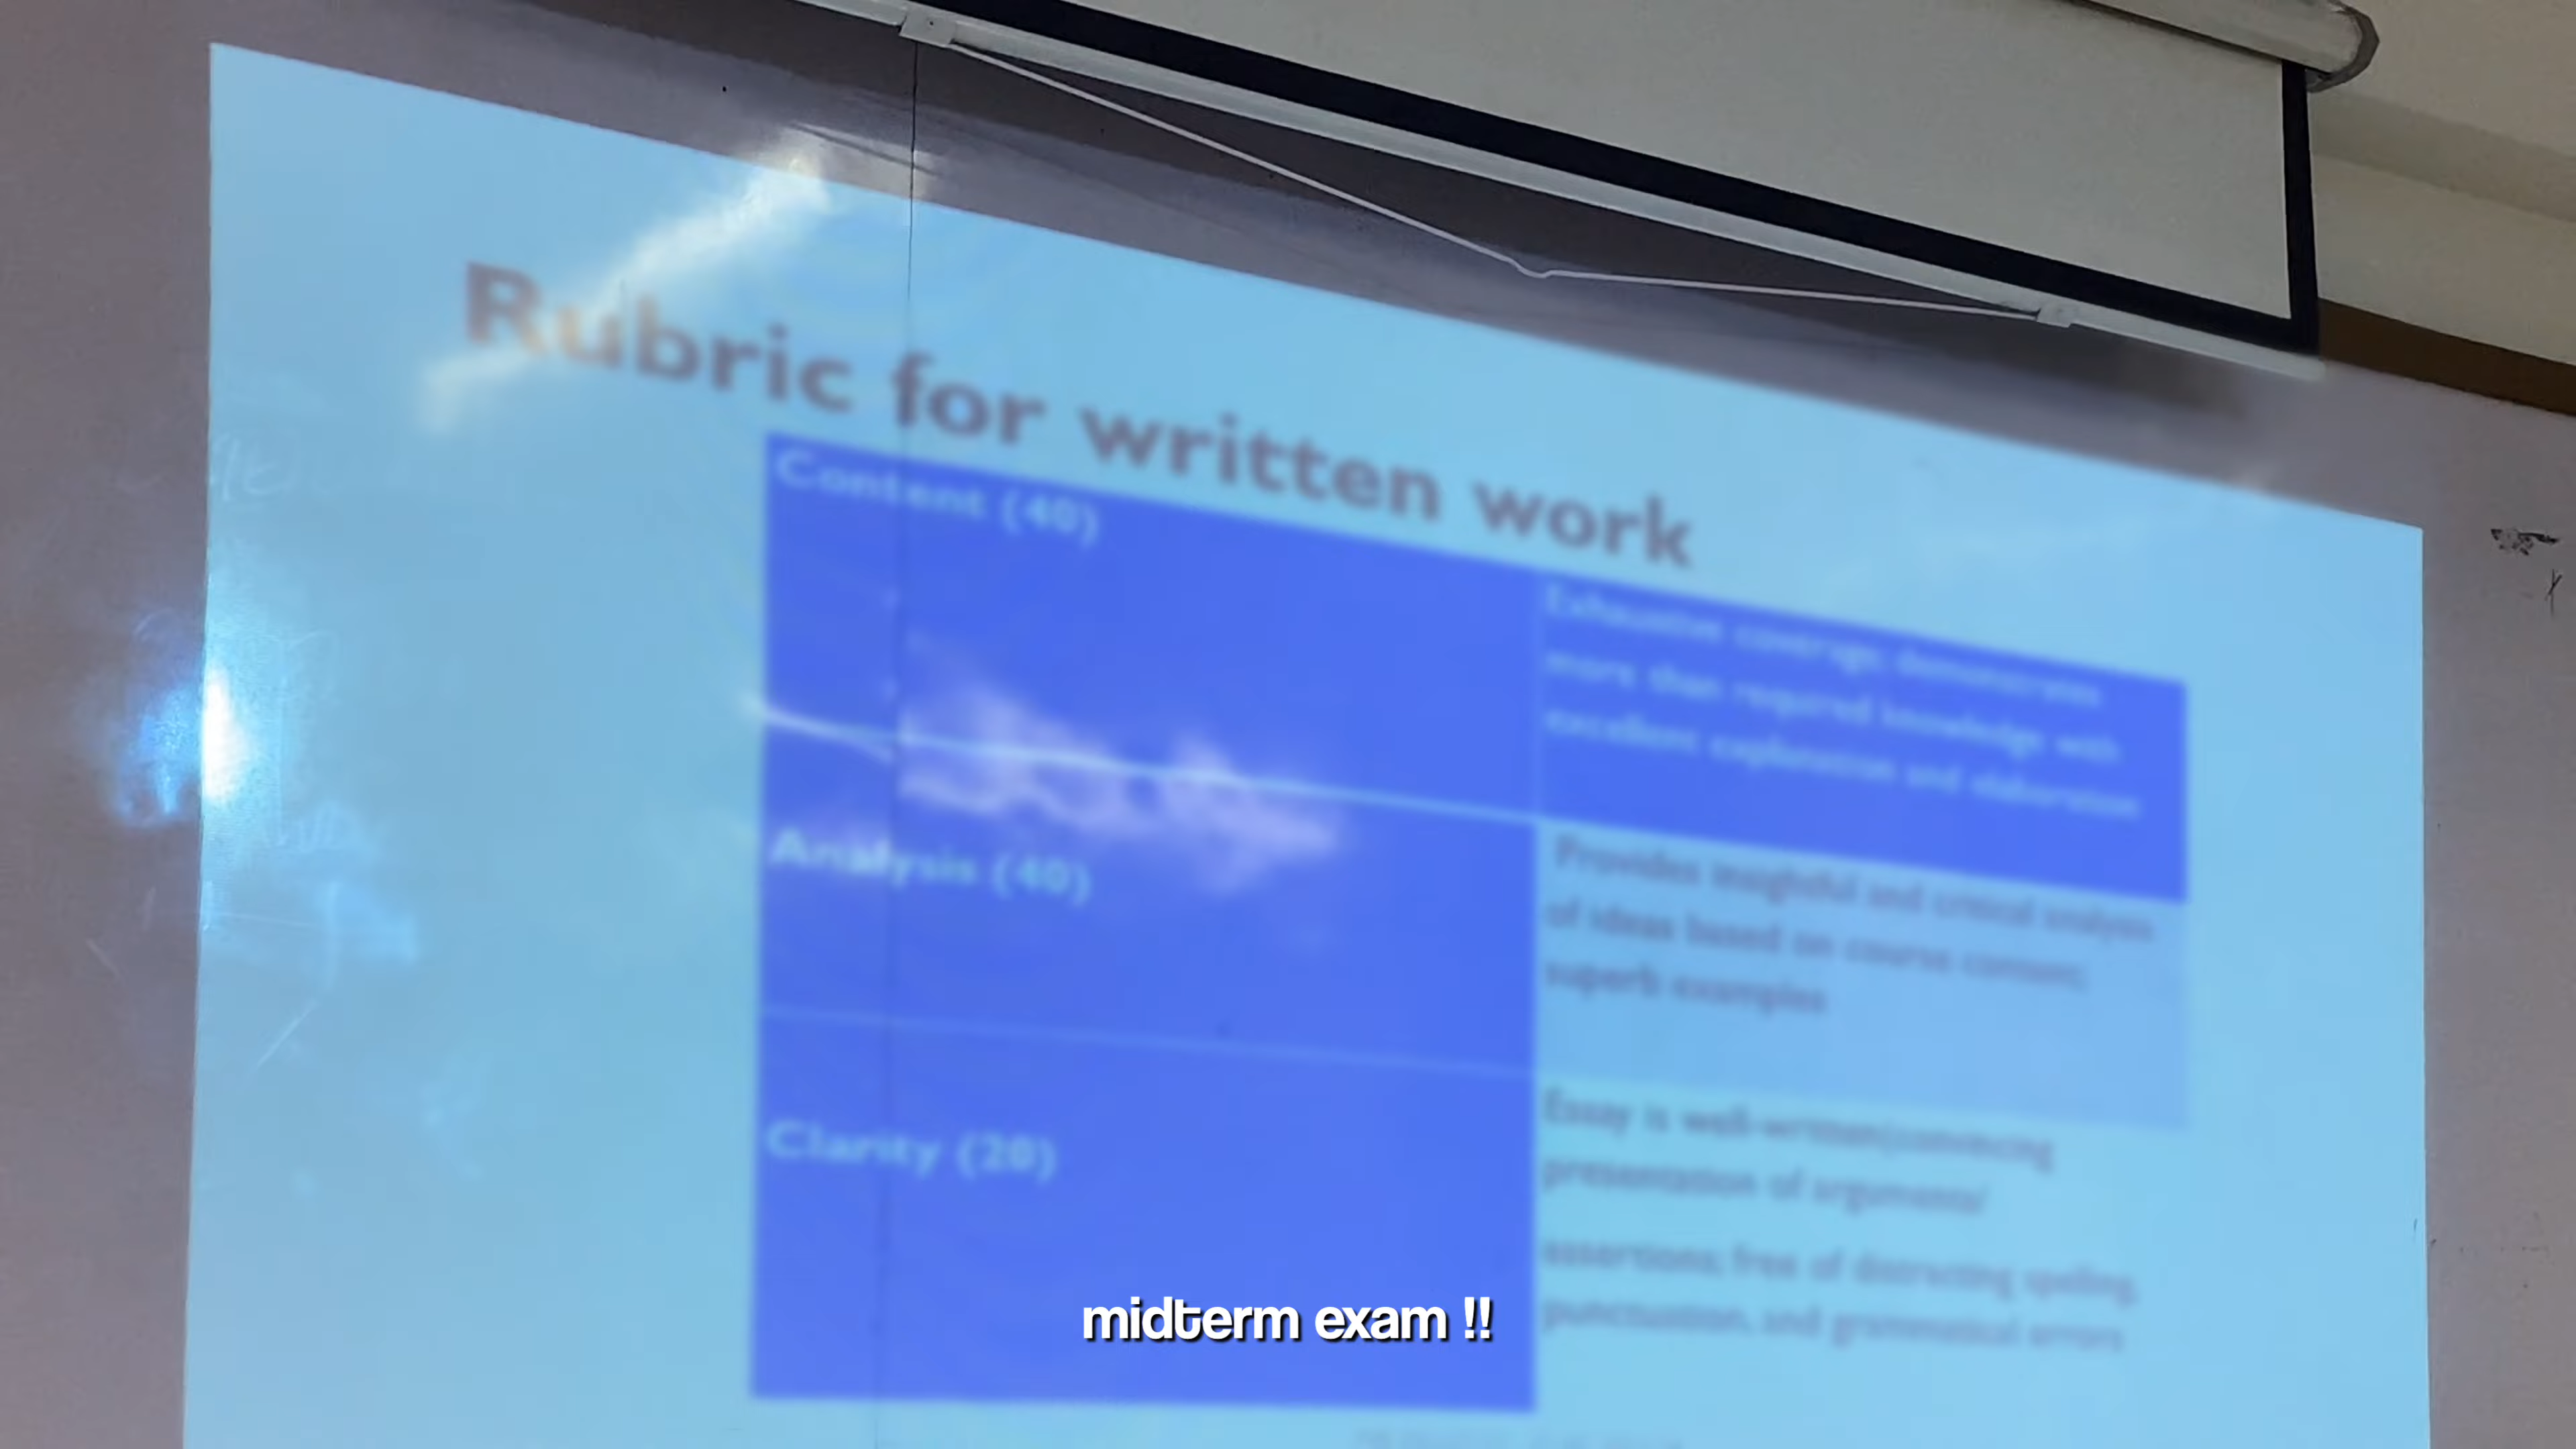 Rubric for written work
Content (40)
Exhaustive coverage; demonstrates
more than required knowledge with
excellent explanation and elaboration
Analysis (40)
Provides insightful and critical analysis
of ideas based on course content;
superb examples
Clarity (20)
Essay is well-written; convincing
presentation of arguments/
assertions; free of distracting spelling,
punctuation, and grammatical errors
midterm exam !!